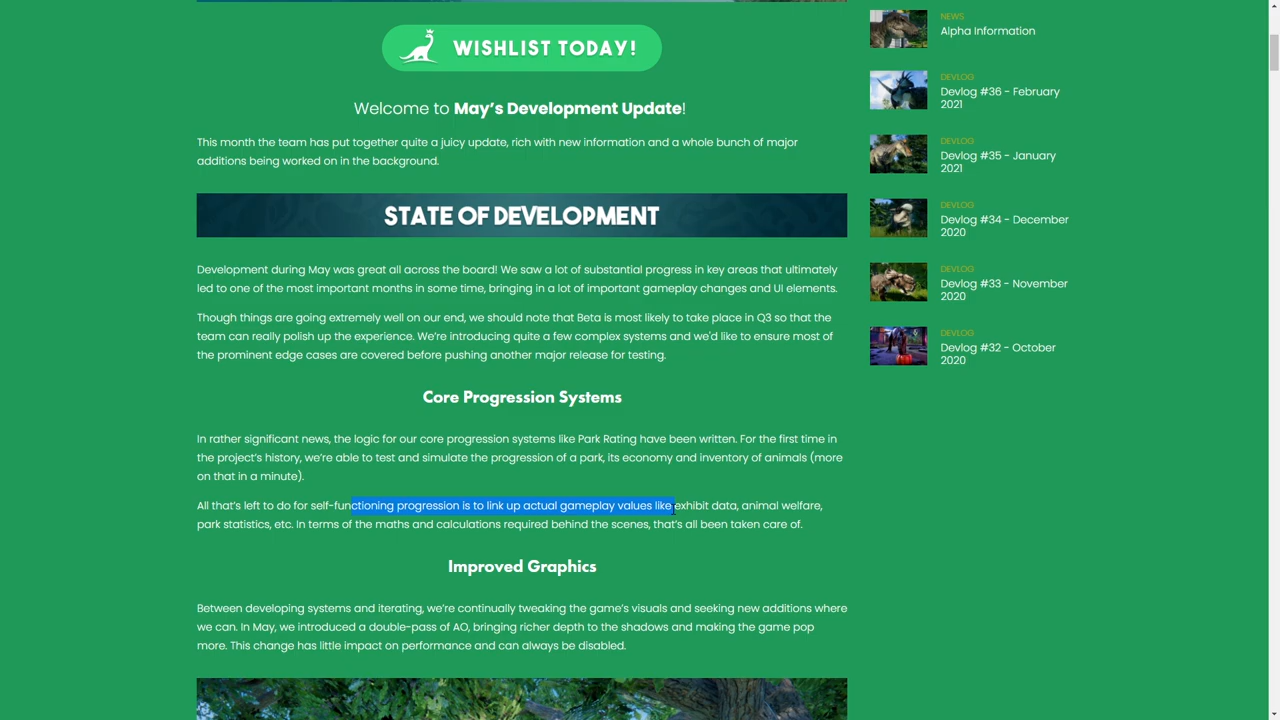 WISHLIST TODAY!
Welcome to May's Development Update!
This month the team has put together quite a juicy update, rich with new information and a whole bunch of major
additions being worked on in the background.
STATE OF DEVELOPMENT
Development during May was great all across the board! We saw a lot of substantial progress in key areas that ultimately
led to one of the most important months in some time, bringing in a lot of important gameplay changes and UI elements.
Though things are going extremely well on our end, we should note that Beta is most likely to take place in Q3 so that the
team can really polish up the experience. We're introducing quite a few complex systems and we'd like to ensure most of
the prominent edge cases are covered before pushing another major release for testing.
Core Progression Systems
In rather significant news, the logic for our core progression systems like Park Rating have been written. For the first time in
the project's history, we're able to test and simulate the progression of a park, its economy and inventory of animals (more
on that in a minute).
All that's left to do for self-functioning progression is to link up actual gameplay values like exhibit data, animal welfare,
park statistics, etc. In terms of the maths and calculations required behind the scenes, that's all been taken care of.
Improved Graphics
Between developing systems and iterating, we're continually tweaking the game's visuals and seeking new additions where
we can. In May, we introduced a double-pass of AO, bringing richer depth to the shadows and making the game pop
more. This change has little impact on performance and can always be disabled.
NEWS
Alpha Information
DEVLOG
Devlog #36 - February
2021
DEVLOG
Devlog #35 - January
2021
DEVLOG
Devlog #34 - December
2020
DEVLOG
Devlog #33 - November
2020
DEVLOG
Devlog #32 - October
2020